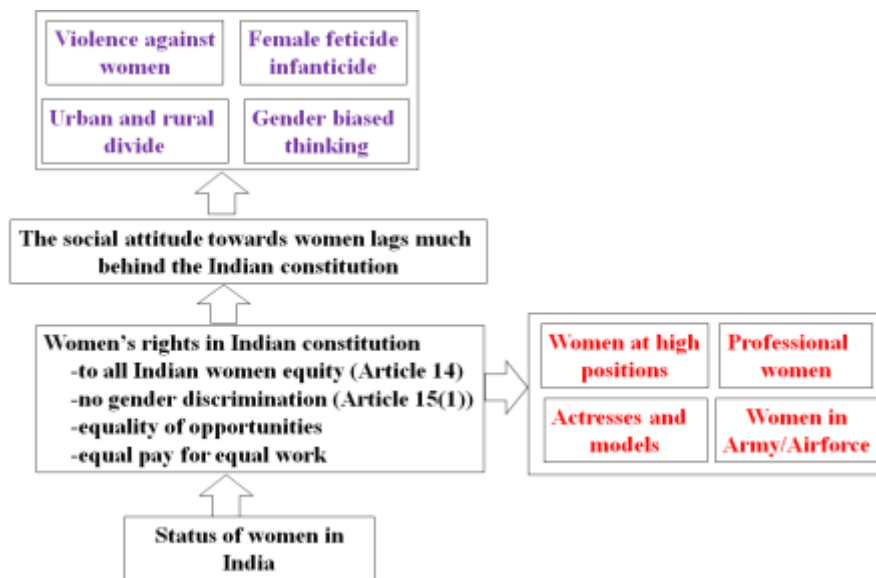 Violence against
women
Female feticide
infanticide
Urban and rural
divide
Gender biased
thinking
The social attitude towards women lags much
behind the Indian constitution
Women's rights in Indian constitution
-to all Indian women equity (Article 14)
-no gender discrimination (Article 15(1))
-equality of opportunities
-equal pay for equal work
Women at high
positions
Professional
women
Actresses and
models
Women in
Army/Airforce
Status of women in
India